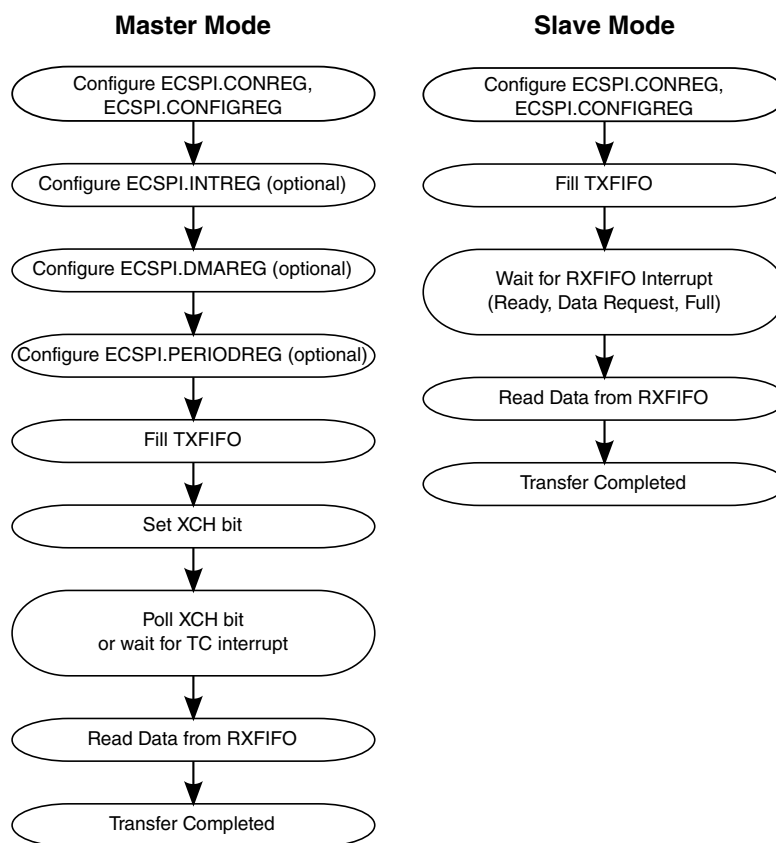 Master Mode
Configure ECSPI.CONREG,
ECSPI.CONFIGREG
Configure ECSPI.INTREG (optional)
Configure ECSPI.DMAREG (optional)
Configure ECSPI.PERIODREG (optional)
Fill TXFIFO
Set XCH bit
Poll XCH bit
or wait for TC interrupt
Read Data from RXFIFO
Transfer Completed
Slave Mode
Configure ECSPI.CONREG,
ECSPI.CONFIGREG
Fill TXFIFO
Wait for RXFIFO Interrupt
(Ready, Data Request, Full)
Read Data from RXFIFO
Transfer Completed